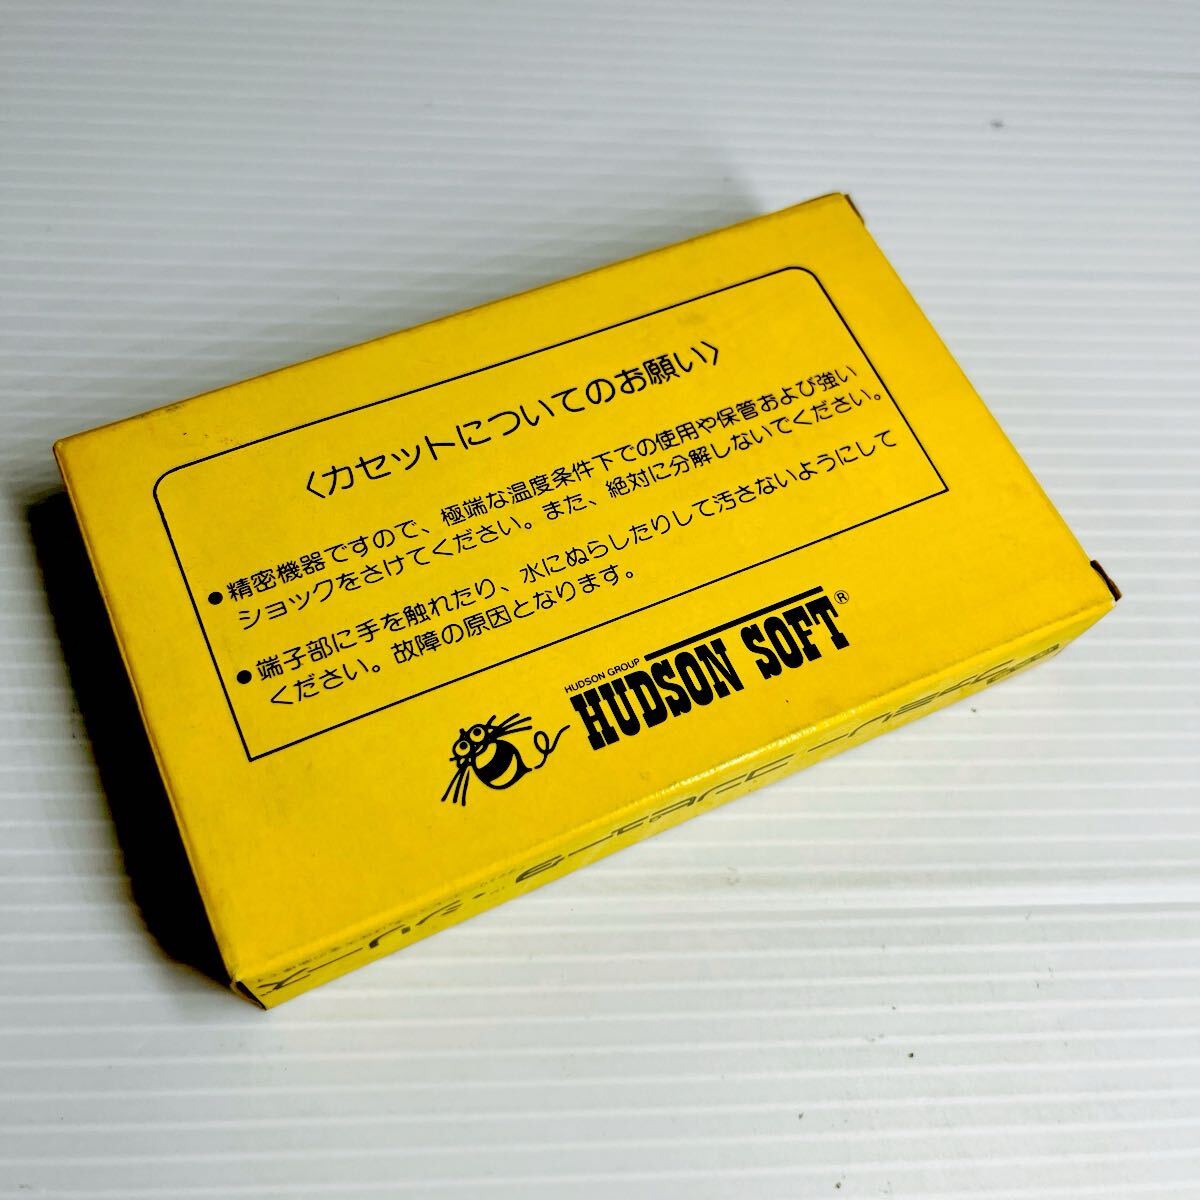 〈カセットについてのお願い〉
●精密機器ですので、極端な温度条件下での使用や保管および強い
ショックをさけてください。また、絶対に分解しないでください。
●端子部に手を触れたり、水にぬらしたりして汚さないようにして
ください。故障の原因となります。
HUDSON GROUP
HUDSON SOFT®